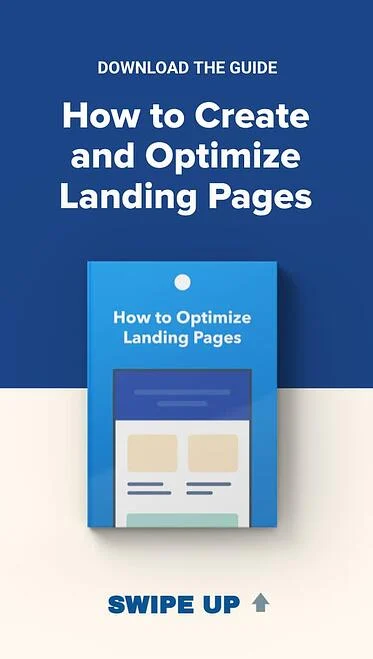 DOWNLOAD THE GUIDE
How to Create
and Optimize
Landing Pages
How to Optimize
Landing Pages
SWIPE UP